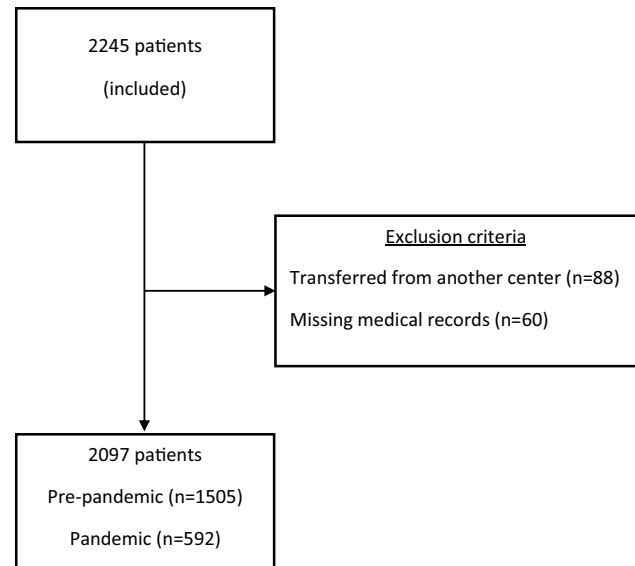 2245 patients
(included)
Exclusion criteria
Transferred from another center (n=88)
Missing medical records (n=60)
2097 patients
Pre-pandemic (n=1505)
Pandemic (n=592)